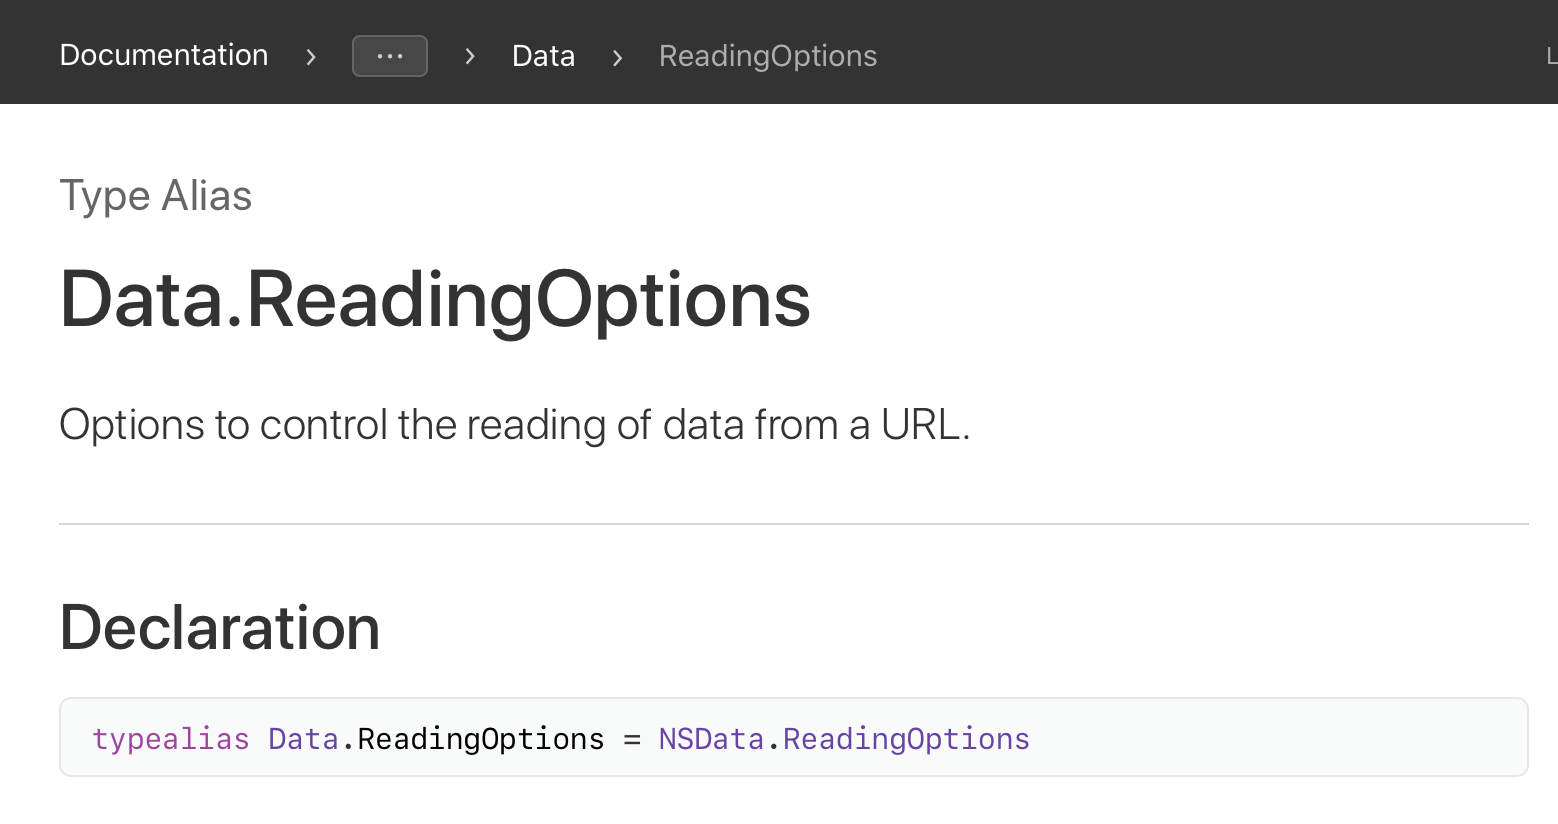 Documentation > ... > Data > ReadingOptions
Type Alias
Data.ReadingOptions
Options to control the reading of data from a URL.
Declaration
typealias Data.ReadingOptions = NSData.ReadingOptions